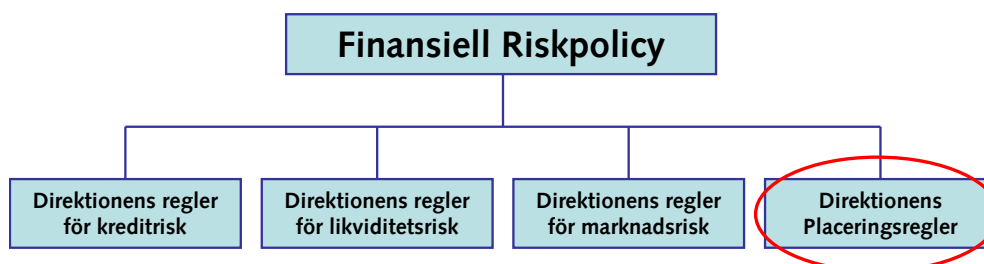 Finansiell Riskpolicy
Direktionens regler
för kreditrisk
Direktionens regler
för likviditetsrisk
Direktionens regler
för marknadsrisk
Direktionens
Placeringsregler